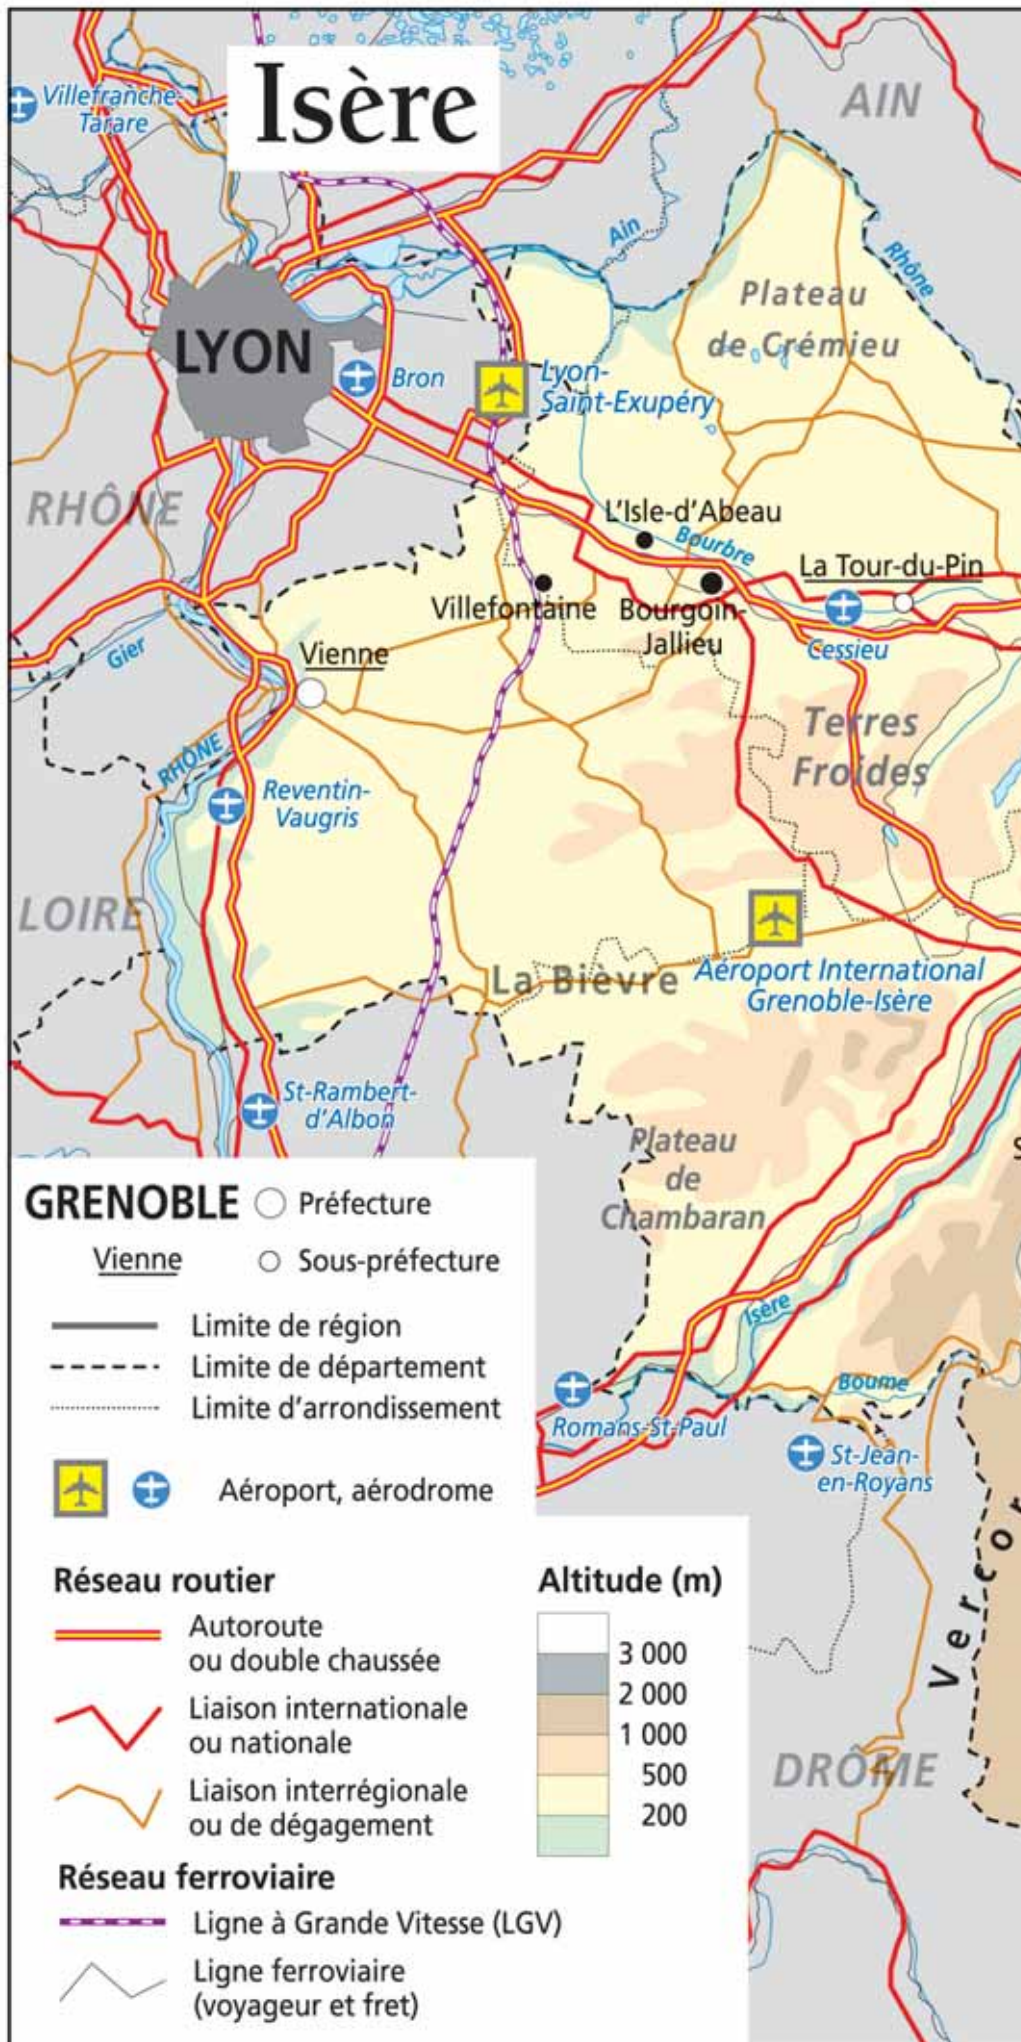 Isère
Villefranche-
Tarare
AIN
Ain
Rhône
Plateau
de Crémieu
LYON
Bron
Lyon-
Saint-Exupéry
RHÔNE
L'Isle-d'Abeau
Bourbre
La Tour-du-Pin
Villefontaine
Bourgoin-
Jallieu
Cessieu
Gier
Vienne
Terres
Froides
RHÔNE
Reventin-
Vaugris
LOIRE
La Bièvre
Aéroport International
Grenoble-Isère
St-Rambert-
d'Albon
Plateau
de
Chambaran
S
Isère
Boume
Romans-St-Paul
St-Jean-
en-Royans
Vercor
DRÔME
GRENOBLE
Préfecture
Vienne
Sous-préfecture
Limite de région
Limite de département
Limite d'arrondissement
Aéroport, aérodrome
Réseau routier
Autoroute
ou double chaussée
Liaison internationale
ou nationale
Liaison interrégionale
ou de dégagement
Réseau ferroviaire
Ligne à Grande Vitesse (LGV)
Ligne ferroviaire
(voyageur et fret)
Altitude (m)
3 000
2 000
1 000
500
200